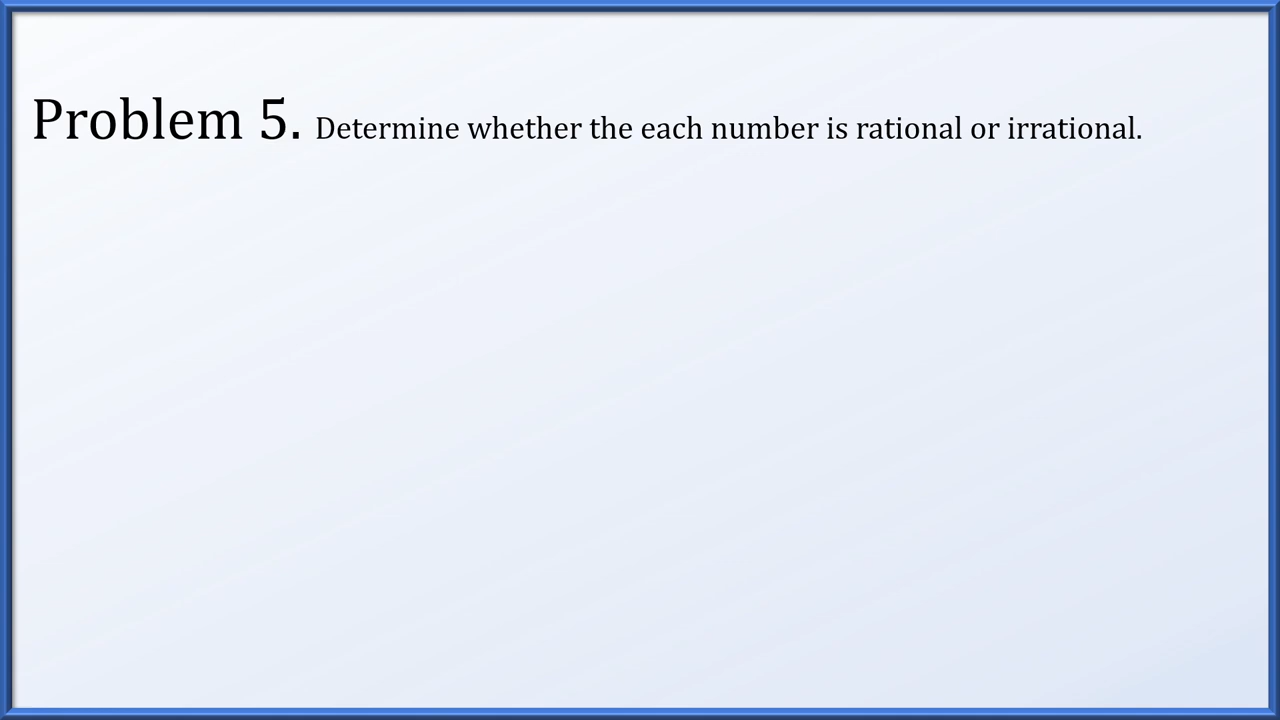 Problem 5. Determine whether the each number is rational or irrational.